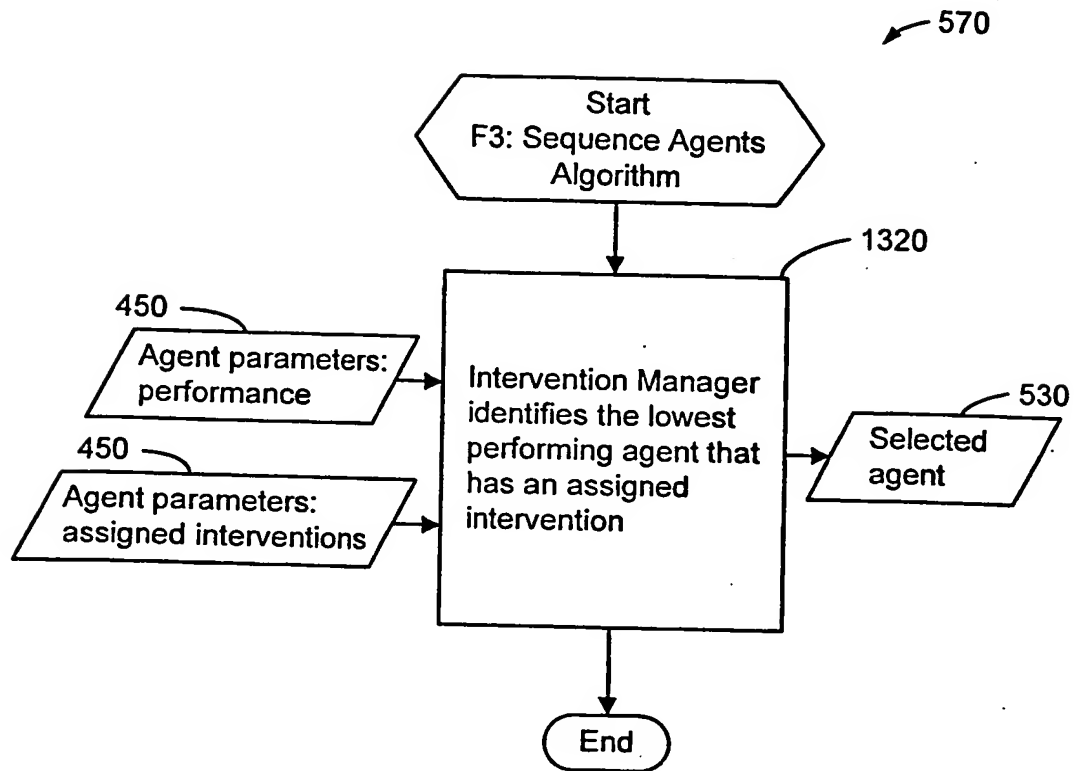 570
Start
F3: Sequence Agents
Algorithm
1320
450
Agent parameters:
performance
450
Agent parameters:
assigned interventions
Intervention Manager
identifies the lowest
performing agent that
has an assigned
intervention
530
Selected
agent
End